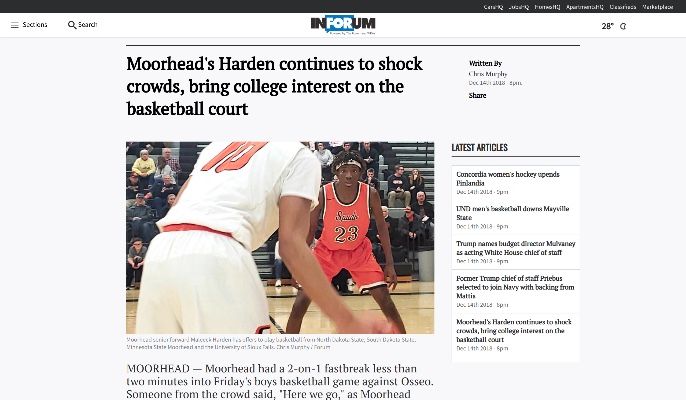 CarsHQ JobsHQ HomesHQ ApartmentsHQ Classifieds Marketplace
Sections Search INFORUM 28°
Moorhead's Harden continues to shock
crowds, bring college interest on the
basketball court
Written By
Chris Murphy
Dec 14th 2018 - 8pm.
Share
Spuds
23
Moorhead senior forward Maleeck Harden has offers to play basketball from North Dakota State, South Dakota State,
Minnesota State Moorhead and the University of Sioux Falls. Chris Murphy / Forum
MOORHEAD — Moorhead had a 2-on-1 fastbreak less than
two minutes into Friday's boys basketball game against Osseo.
Someone from the crowd said, "Here we go," as Moorhead
LATEST ARTICLES
Concordia women's hockey upends
Finlandia
Dec 14th 2018 - 9pm
UND men's basketball downs Mayville
State
Dec 14th 2018 - 9pm
Trump names budget director Mulvaney
as acting White House chief of staff
Dec 14th 2018 - 8pm
Former Trump chief of staff Priebus
selected to join Navy with backing from
Mattis
Dec 14th 2018 - 8pm
Moorhead's Harden continues to shock
crowds, bring college interest on the
basketball court
Dec 14th 2018 - 8pm